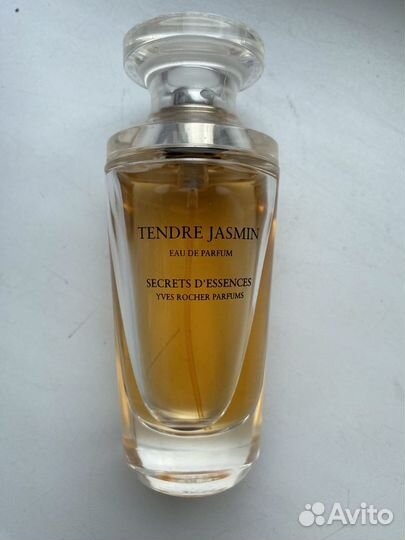 TENDRE JASMIN
EAU DE PARFUM
SECRETS D'ESSENCES
YVES ROCHER PARFUMS
Avito